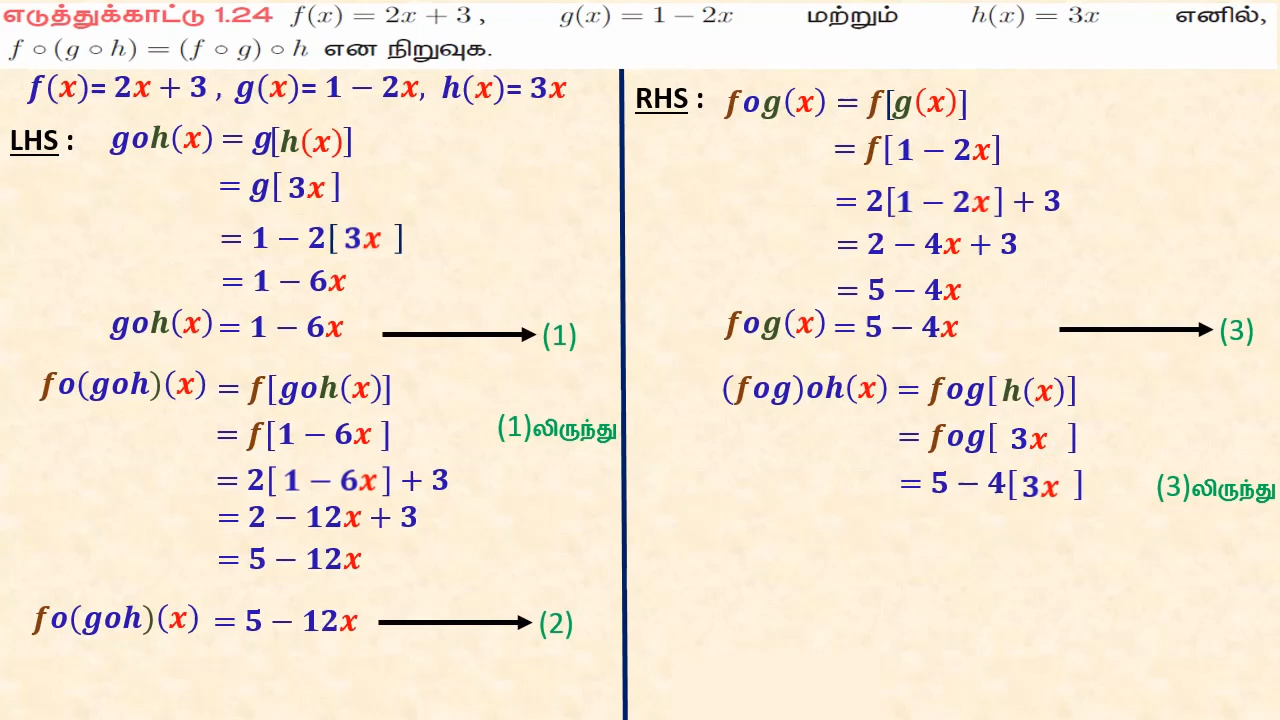 எடுத்துக்காட்டு 1.24 f(x) = 2x + 3 , g(x) = 1 − 2x மற்றும் h(x) = 3x எனில்,
f ∘ (g ∘ h) = (f ∘ g) ∘ h என நிறுவுக.
f(x)= 2x + 3 , g(x)= 1 − 2x, h(x)= 3x
LHS : goh(x) = g[h(x)]
= g[ 3x ]
= 1 − 2[ 3x ]
= 1 − 6x
goh(x) = 1 − 6x (1)
fo(goh)(x) = f[goh(x)]
= f[1 − 6x ] (1)லிருந்து
= 2[ 1 − 6x ] + 3
= 2 − 12x + 3
= 5 − 12x
fo(goh)(x) = 5 − 12x (2)
RHS : fog(x) = f[g(x)]
= f[1 − 2x]
= 2[1 − 2x] + 3
= 2 − 4x + 3
= 5 − 4x
fog(x) = 5 − 4x (3)
(fog)oh(x) = fog[h(x)]
= fog[ 3x ]
= 5 − 4[3x ] (3)லிருந்து